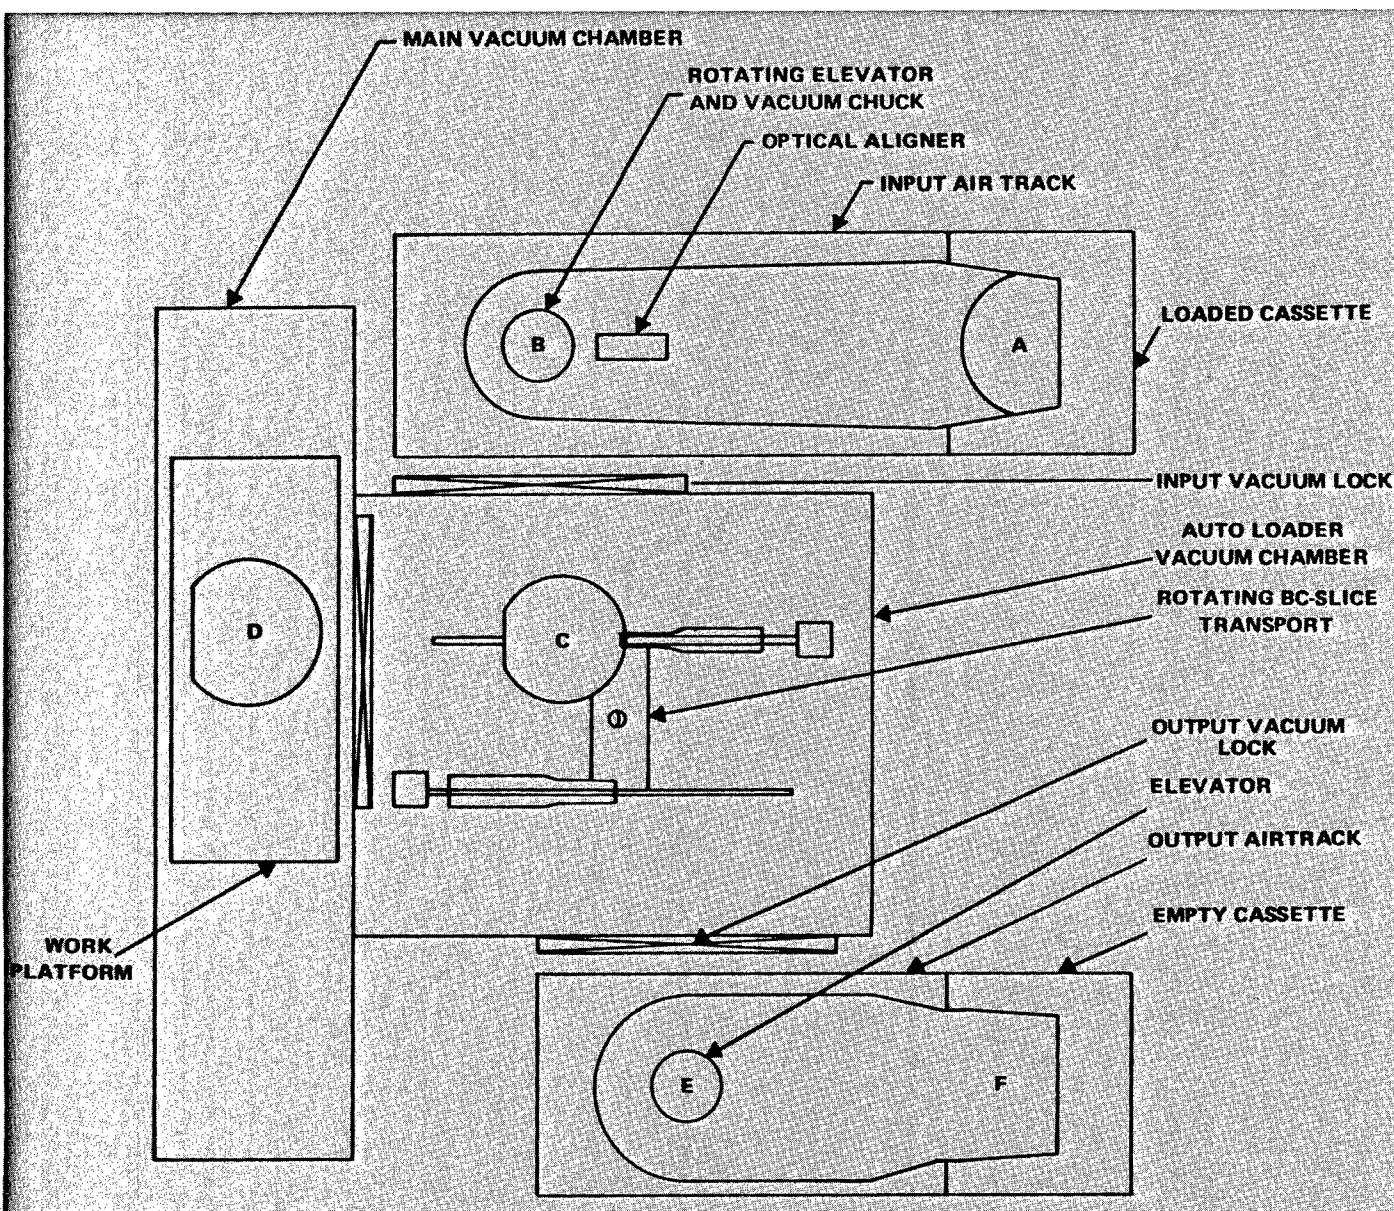 MAIN VACUUM CHAMBER
ROTATING ELEVATOR
AND VACUUM CHUCK
OPTICAL ALIGNER
INPUT AIR TRACK
LOADED CASSETTE
B
A
INPUT VACUUM LOCK
AUTO LOADER
VACUUM CHAMBER
ROTATING BC-SLICE
TRANSPORT
D
C
OUTPUT VACUUM
LOCK
ELEVATOR
OUTPUT AIRTRACK
EMPTY CASSETTE
WORK
PLATFORM
E
F